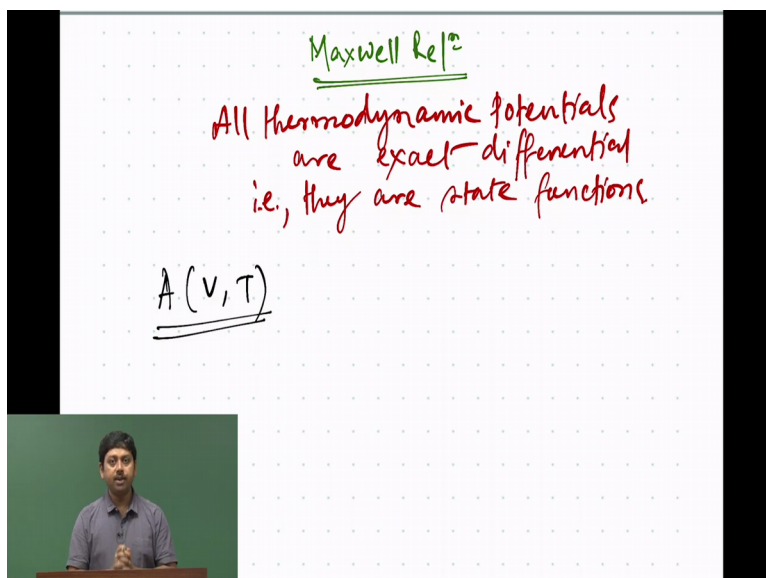 Maxwell Relⁿ
All thermodynamic Potentials
are exact differential
i.e., they are state functions.
A (V, T)